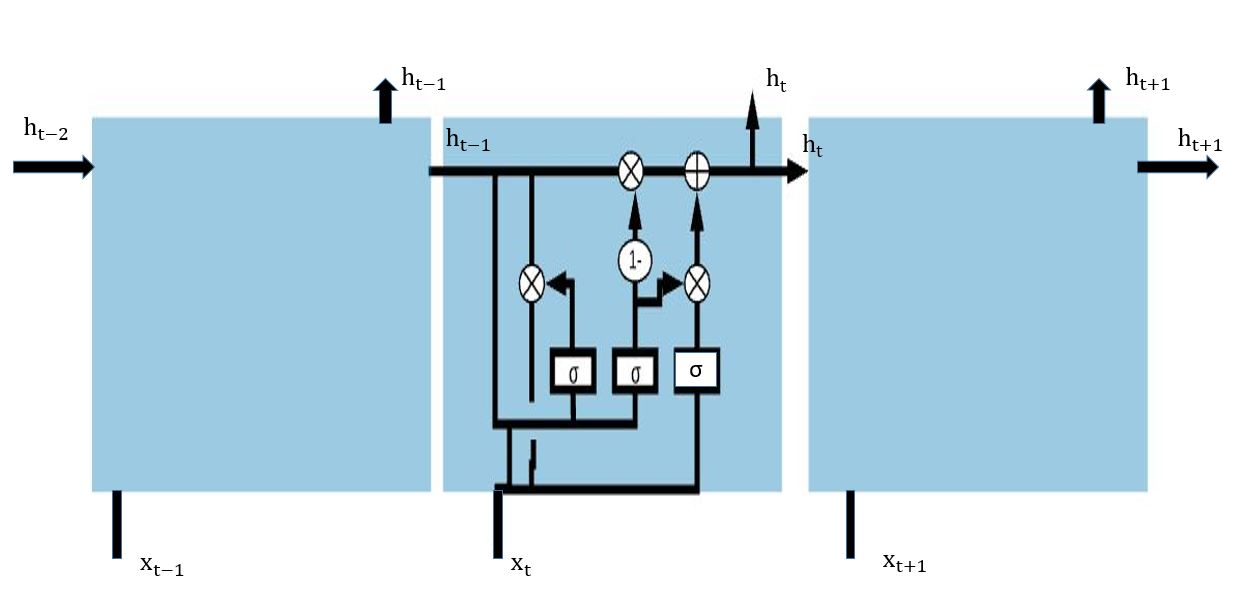 h_{t−1}
h_t
h_{t+1}
h_{t−2}
h_{t−1}
h_t
h_{t+1}
1-
σ
σ
σ
x_{t−1}
x_t
x_{t+1}